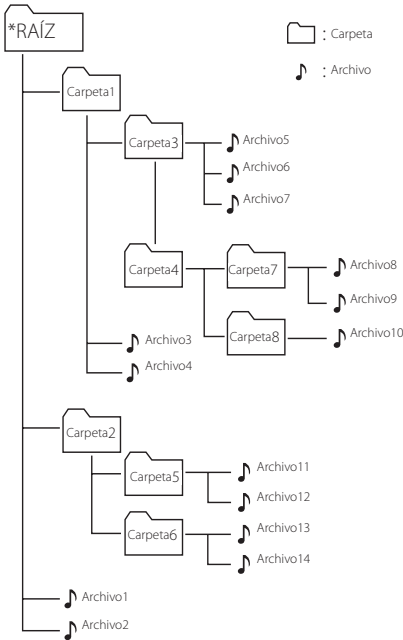 *RAÍZ
: Carpeta
: Archivo
Carpeta1
Carpeta3
Archivo5
Archivo6
Archivo7
Carpeta4
Carpeta7
Archivo8
Archivo9
Carpeta8
Archivo10
Archivo3
Archivo4
Carpeta2
Carpeta5
Archivo11
Archivo12
Carpeta6
Archivo13
Archivo14
Archivo1
Archivo2